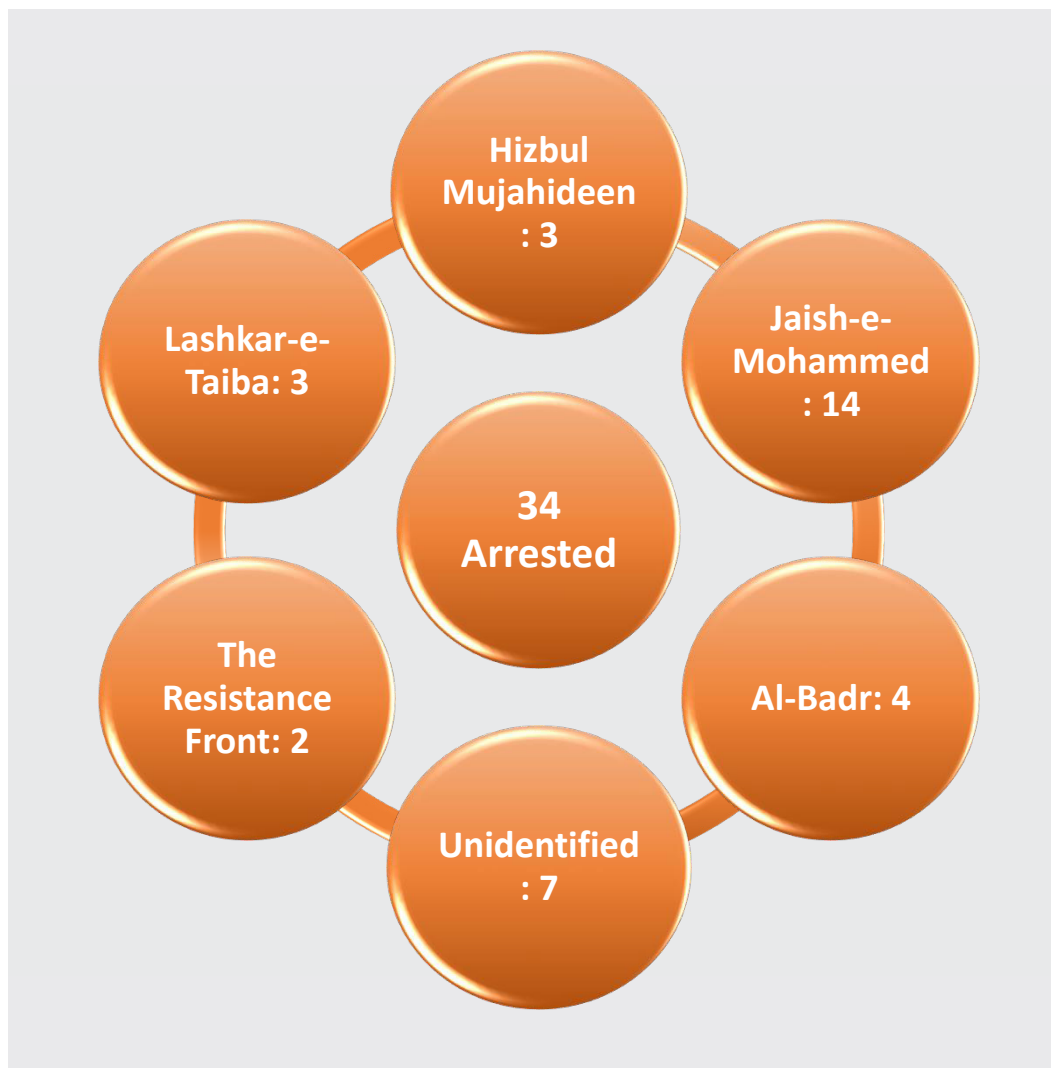 Hizbul
Mujahideen
: 3
Jaish-e-
Mohammed
: 14
Lashkar-e-
Taiba: 3
34
Arrested
The
Resistance
Front: 2
Al-Badr: 4
Unidentified
: 7